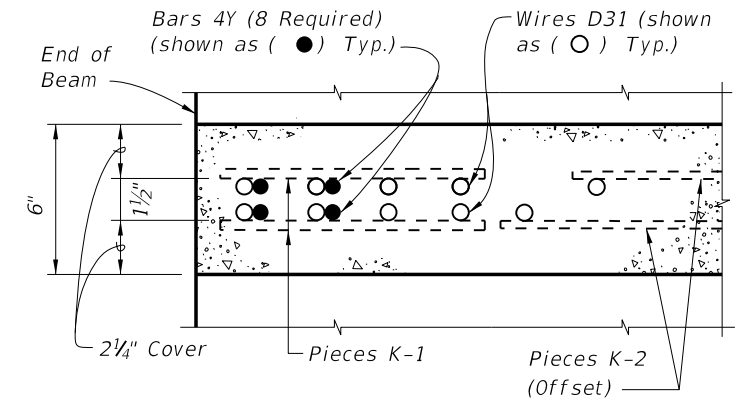 Bars 4Y (8 Required)
(shown as ( ● ) Typ.)
Wires D31 (shown
as ( ○ ) Typ.)
End of
Beam
6"
1½"
2¼" Cover
Pieces K-1
Pieces K-2
(Offset)